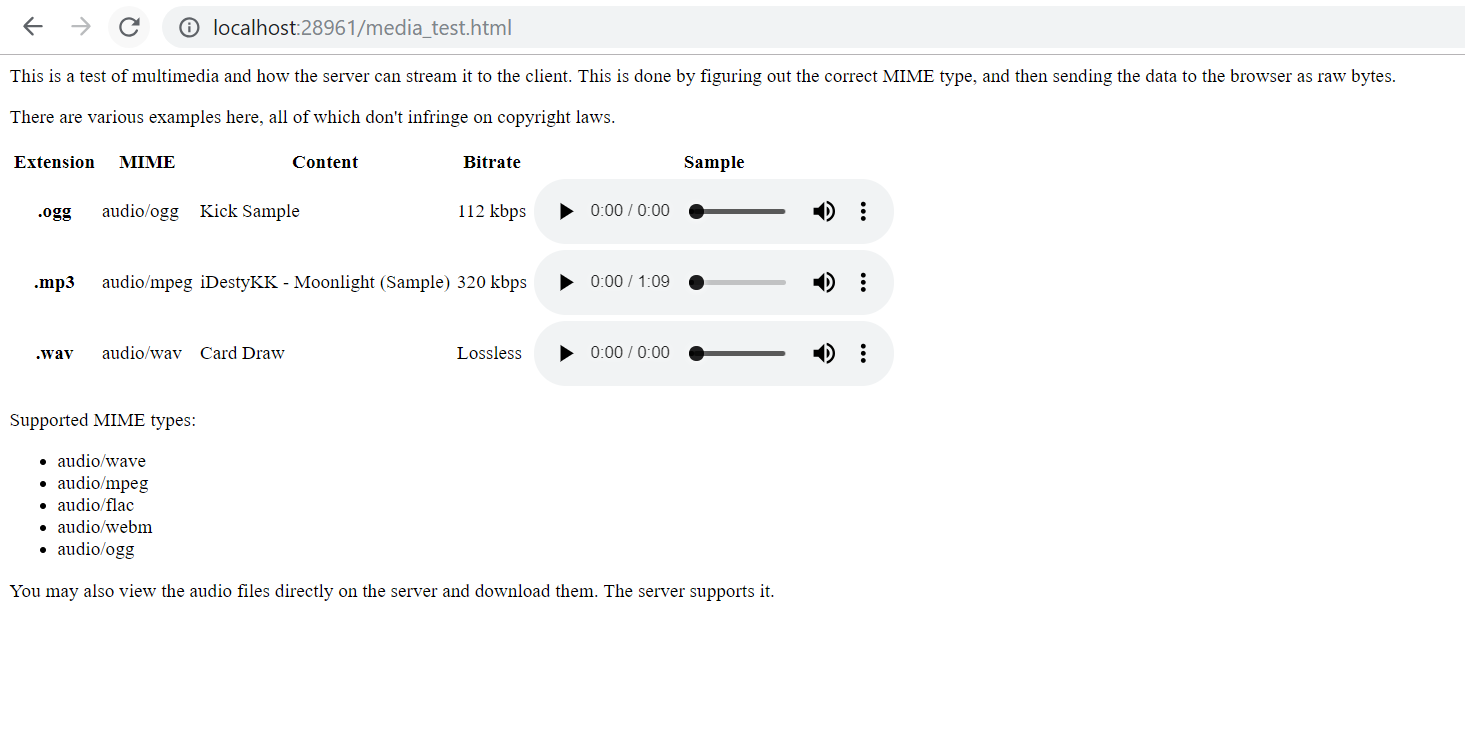 localhost:28961/media_test.html
This is a test of multimedia and how the server can stream it to the client. This is done by figuring out the correct MIME type, and then sending the data to the browser as raw bytes.
There are various examples here, all of which don't infringe on copyright laws.
Extension MIME Content Bitrate Sample
.ogg audio/ogg Kick Sample 112 kbps 0:00 / 0:00
.mp3 audio/mpeg iDestyKK - Moonlight (Sample) 320 kbps 0:00 / 1:09
.wav audio/wav Card Draw Lossless 0:00 / 0:00
Supported MIME types:
• audio/wave
• audio/mpeg
• audio/flac
• audio/webm
• audio/ogg
You may also view the audio files directly on the server and download them. The server supports it.